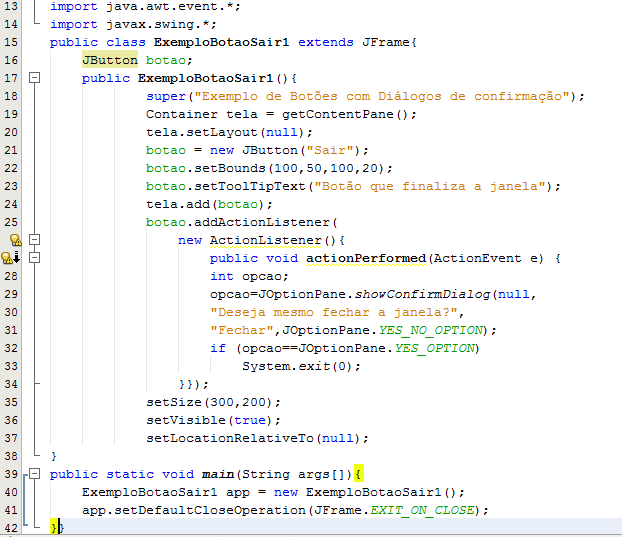 13 import java.awt.event.*;
14 import javax.swing.*;
15 public class ExemploBotaoSair1 extends JFrame{
16 JButton botao;
17 public ExemploBotaoSair1(){
18 super("Exemplo de Botões com Diálogos de confirmação");
19 Container tela = getContentPane();
20 tela.setLayout(null);
21 botao = new JButton("Sair");
22 botao.setBounds(100,50,100,20);
23 botao.setToolTipText("Botão que finaliza a janela");
24 tela.add(botao);
25 botao.addActionListener(
new ActionListener(){
public void actionPerformed(ActionEvent e) {
28 int opcao;
29 opcao=JOptionPane.showConfirmDialog(null,
30 "Deseja mesmo fechar a janela?",
31 "Fechar",JOptionPane.YES_NO_OPTION);
32 if (opcao==JOptionPane.YES_OPTION)
33 System.exit(0);
34 }});
35 setSize(300,200);
36 setVisible(true);
37 setLocationRelativeTo(null);
38 }
39 public static void main(String args[]){
40 ExemploBotaoSair1 app = new ExemploBotaoSair1();
41 app.setDefaultCloseOperation(JFrame.EXIT_ON_CLOSE);
42 }}